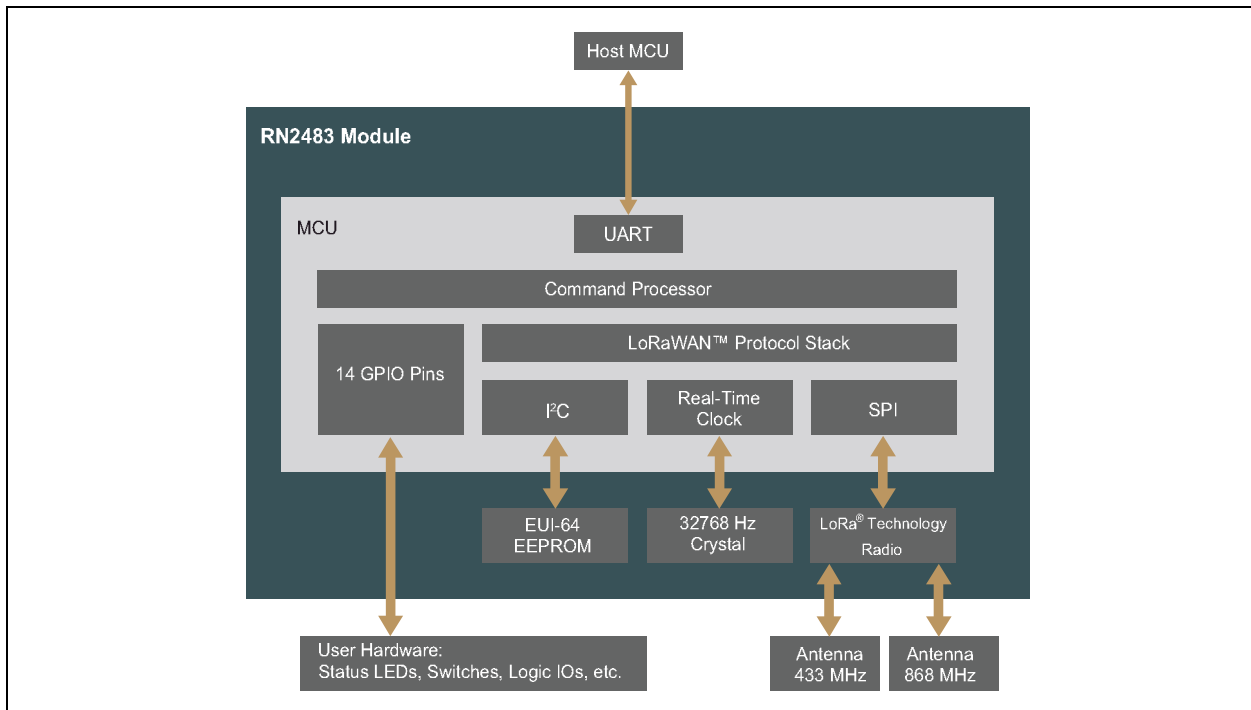 Host MCU
RN2483 Module
MCU
UART
Command Processor
14 GPIO Pins
LoRaWAN™ Protocol Stack
I²C
Real-Time
Clock
SPI
EUI-64
EEPROM
32768 Hz
Crystal
LoRa® Technology
Radio
User Hardware:
Status LEDs, Switches, Logic IOs, etc.
Antenna
433 MHz
Antenna
868 MHz